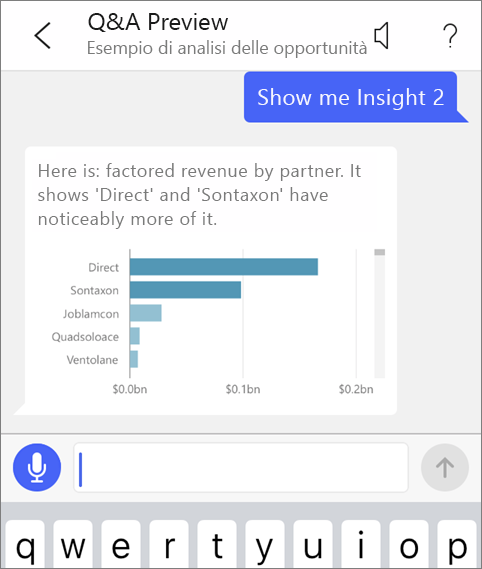 Q&A Preview
Esempio di analisi delle opportunità
?
Show me Insight 2
Here is: factored revenue by partner. It
shows 'Direct' and 'Sontaxon' have
noticeably more of it.
Direct
Sontaxon
Joblamcon
Quadsoloace
Ventolane
$0.0bn $0.1bn $0.2bn
q w e r t y u i o p